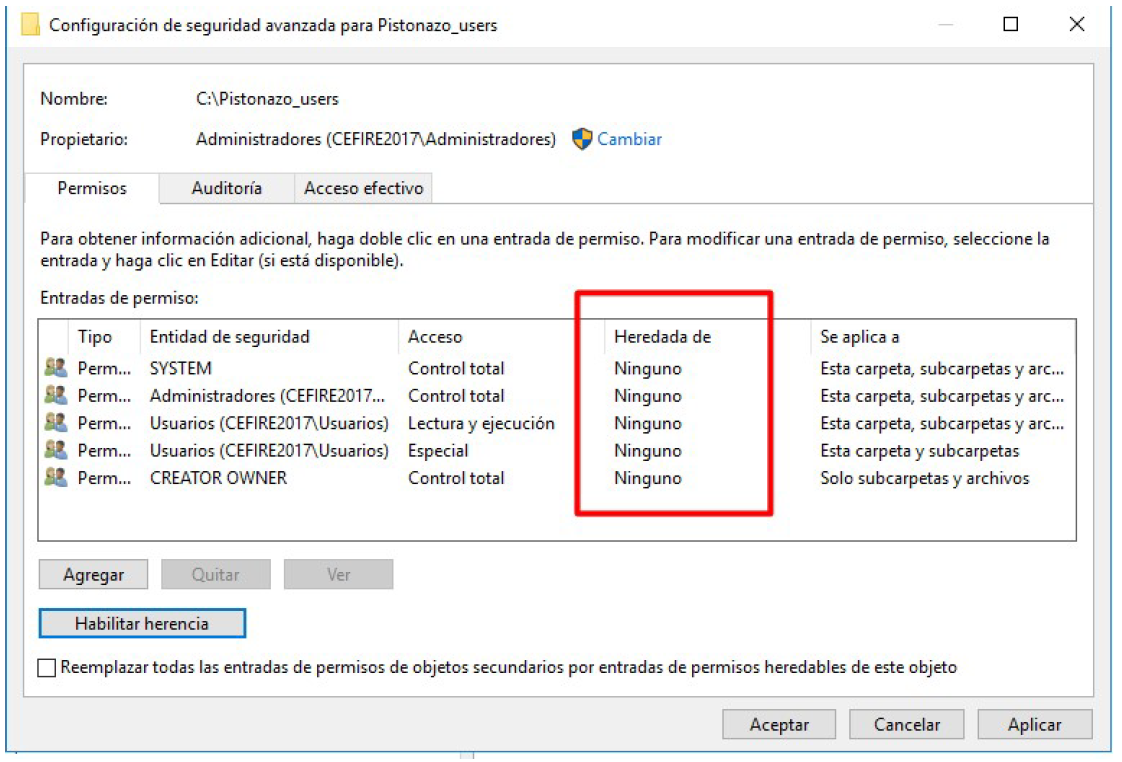 Configuración de seguridad avanzada para Pistonazo_users
Nombre: C:\Pistonazo_users
Propietario: Administradores (CEFIRE2017\Administradores) Cambiar
Permisos Auditoría Acceso efectivo
Para obtener información adicional, haga doble clic en una entrada de permiso. Para modificar una entrada de permiso, seleccione la
entrada y haga clic en Editar (si está disponible).
Entradas de permiso:
Tipo Entidad de seguridad Acceso Heredada de Se aplica a
Perm... SYSTEM Control total Ninguno Esta carpeta, subcarpetas y arc...
Perm... Administradores (CEFIRE2017... Control total Ninguno Esta carpeta, subcarpetas y arc...
Perm... Usuarios (CEFIRE2017\Usuarios) Lectura y ejecución Ninguno Esta carpeta, subcarpetas y arc...
Perm... Usuarios (CEFIRE2017\Usuarios) Especial Ninguno Esta carpeta y subcarpetas
Perm... CREATOR OWNER Control total Ninguno Solo subcarpetas y archivos
Agregar Quitar Ver
Habilitar herencia
Reemplazar todas las entradas de permisos de objetos secundarios por entradas de permisos heredables de este objeto
Aceptar Cancelar Aplicar